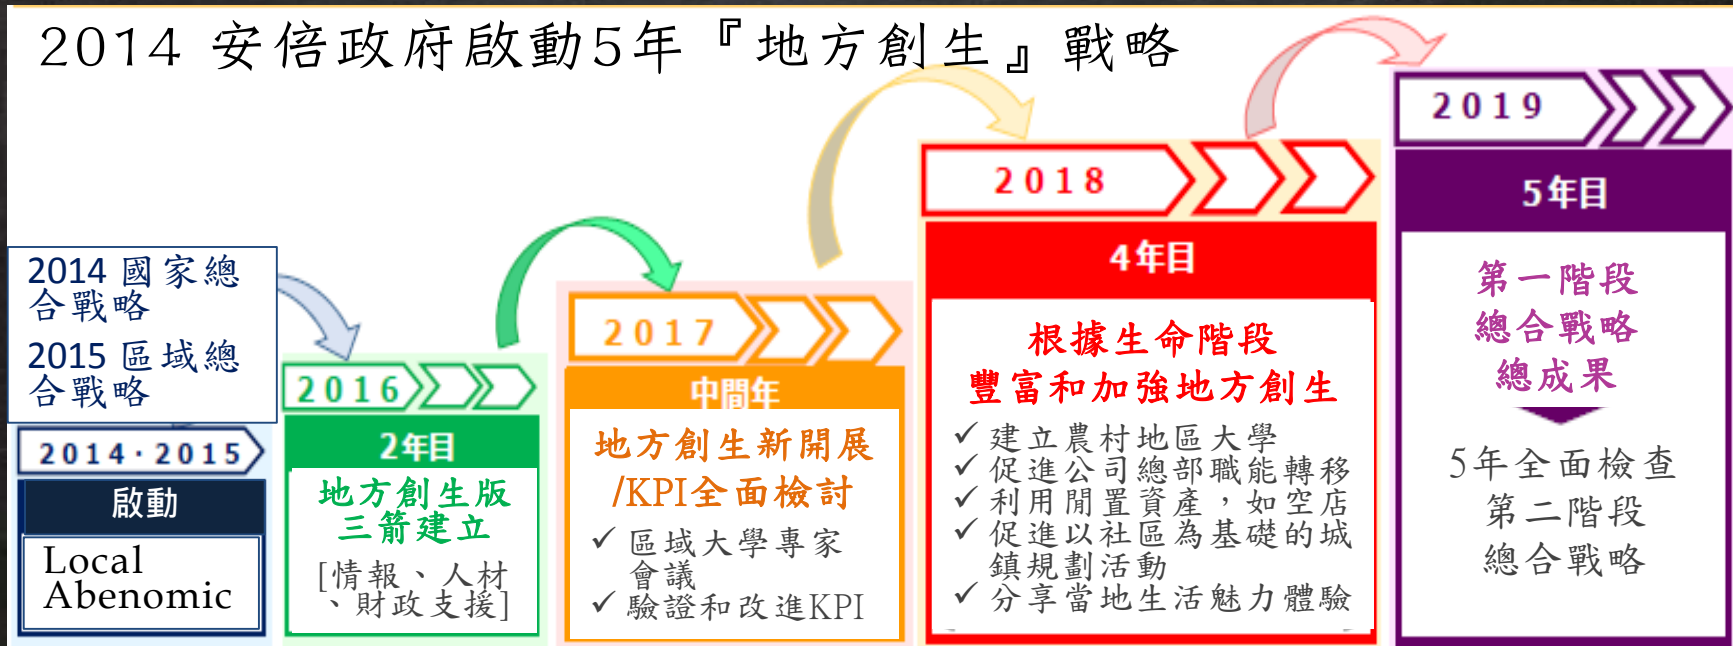 2014 安倍政府啟動5年『地方創生』戰略
2014 國家總
合戰略
2015 區域總
合戰略
2014·2015
啟動
Local
Abenomic
2016
2年目
地方創生版
三箭建立
[情報、人材
、財政支援]
2017
中間年
地方創生新開展
/KPI全面檢討
✓ 區域大學專家
會議
✓ 驗證和改進KPI
2018
4年目
根據生命階段
豐富和加強地方創生
✓ 建立農村地區大學
✓ 促進公司總部職能轉移
✓ 利用閒置資產，如空店
✓ 促進以社區為基礎的城
鎮規劃活動
✓ 分享當地生活魅力體驗
2019
5年目
第一階段
總合戰略
總成果
5年全面檢查
第二階段
總合戰略